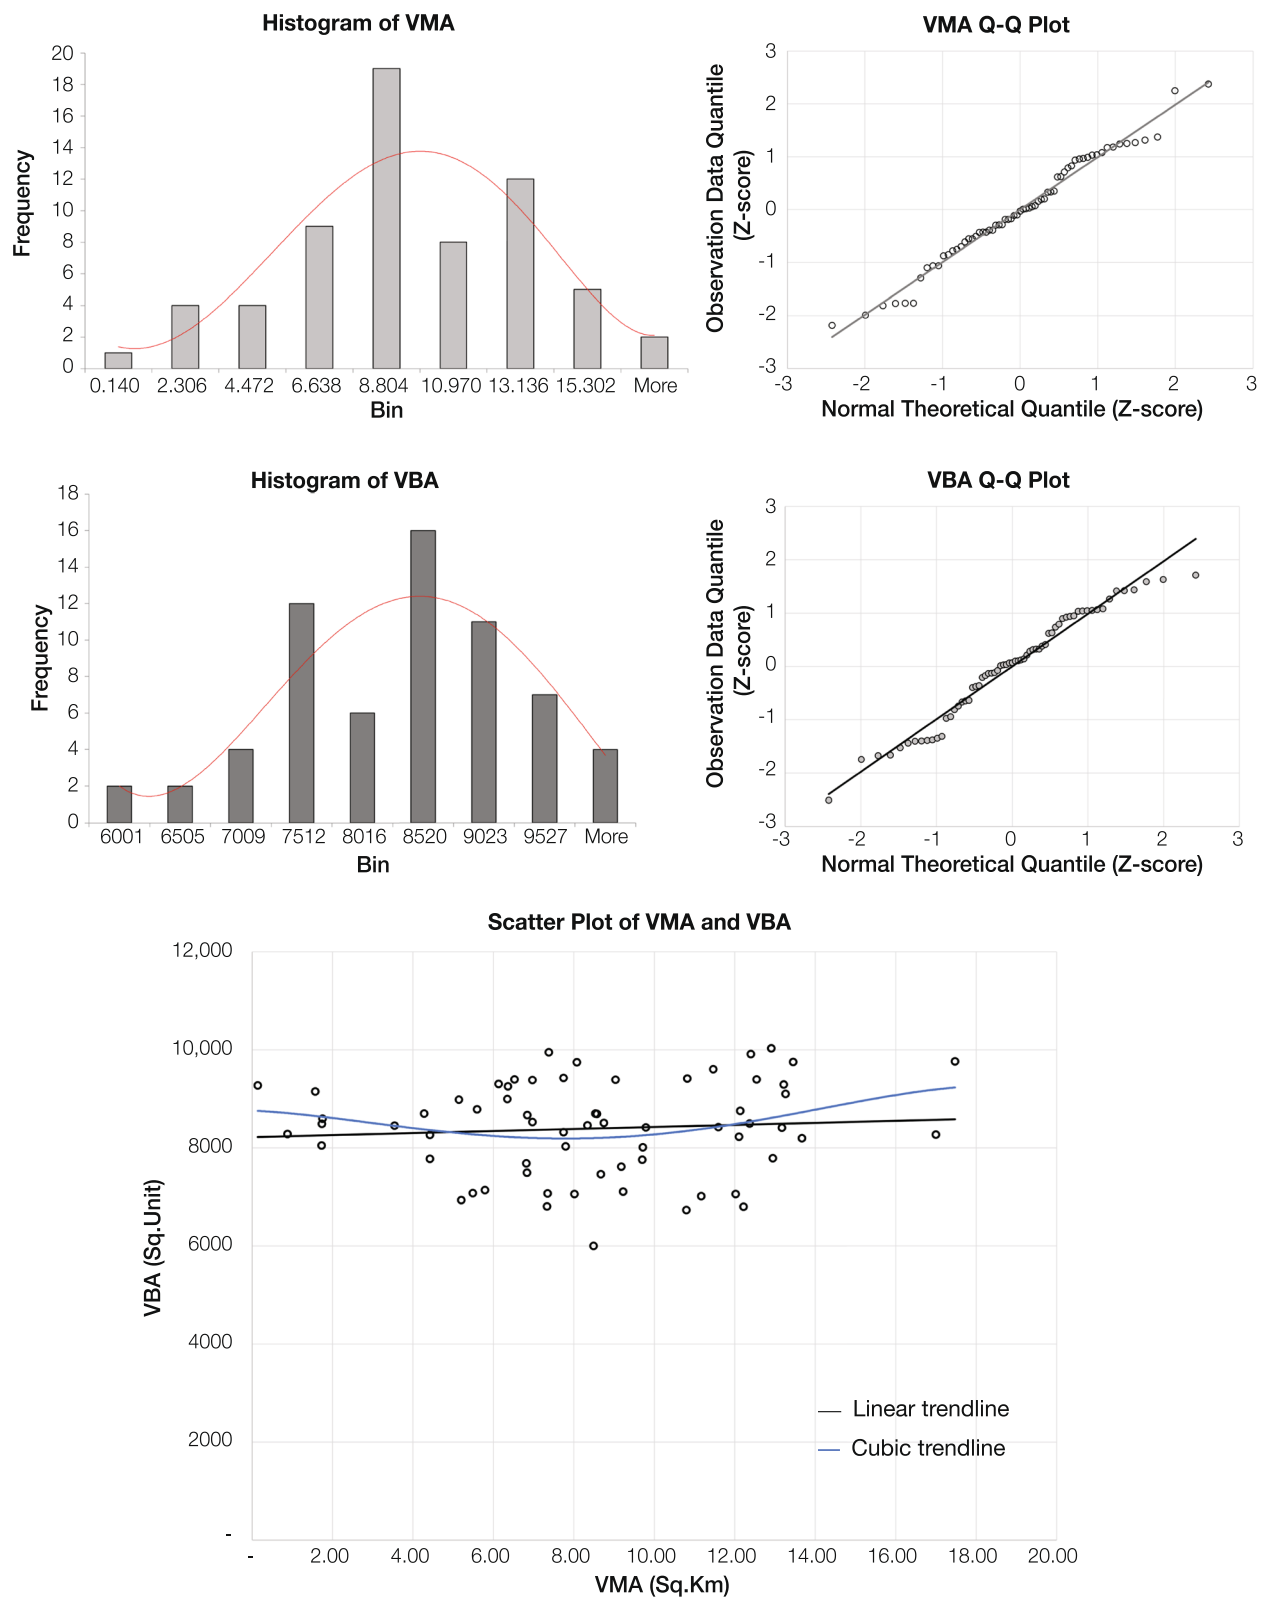 Histogram of VMA
20
18
16
14
12
10
8
6
4
2
0
Frequency
0.140 2.306 4.472 6.638 8.804 10.970 13.136 15.302 More
Bin
VMA Q-Q Plot
3
2
1
0
-1
-2
-3
Observation Data Quantile
(Z-score)
-3 -2 -1 0 1 2 3
Normal Theoretical Quantile (Z-score)
Histogram of VBA
18
16
14
12
10
8
6
4
2
0
Frequency
6001 6505 7009 7512 8016 8520 9023 9527 More
Bin
VBA Q-Q Plot
3
2
1
0
-1
-2
-3
Observation Data Quantile
(Z-score)
-3 -2 -1 0 1 2 3
Normal Theoretical Quantile (Z-score)
Scatter Plot of VMA and VBA
12,000
10,000
8000
6000
4000
2000
-
VBA (Sq.Unit)
Linear trendline
Cubic trendline
- 2.00 4.00 6.00 8.00 10.00 12.00 14.00 16.00 18.00 20.00
VMA (Sq.Km)